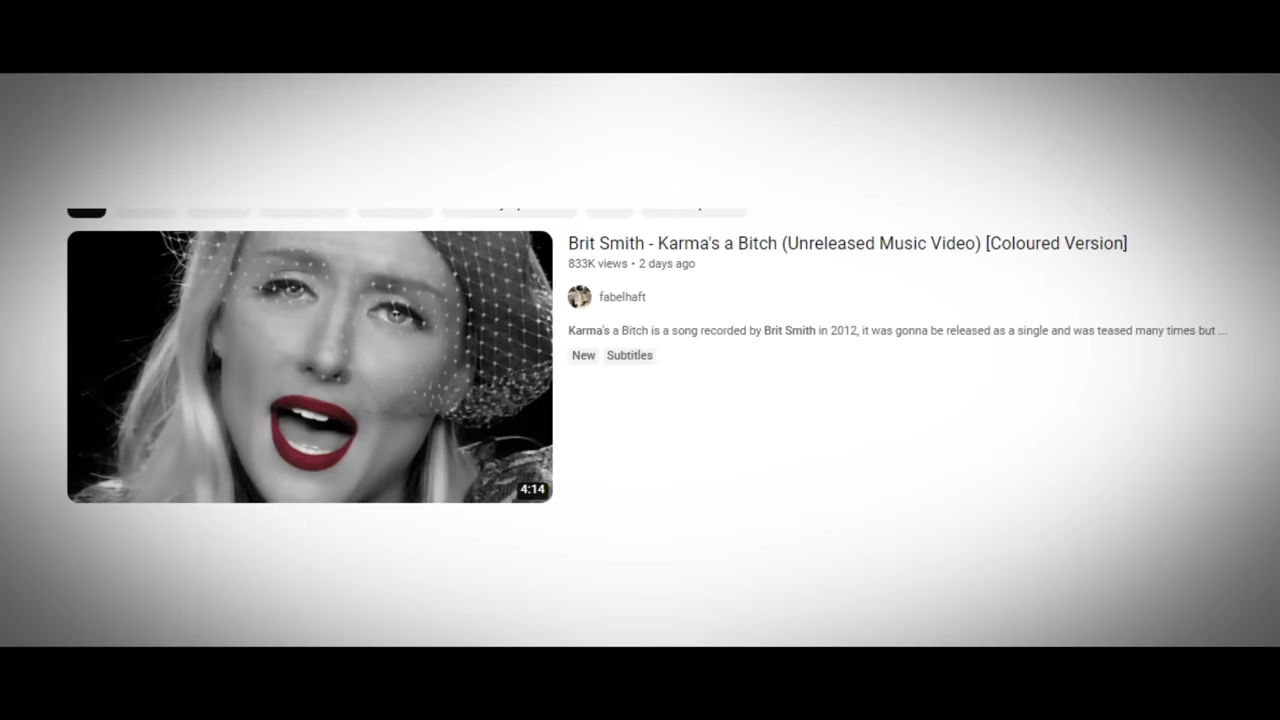 Brit Smith - Karma's a Bitch (Unreleased Music Video) [Coloured Version]
833K views • 2 days ago
fabelhaft
Karma's a Bitch is a song recorded by Brit Smith in 2012, it was gonna be released as a single and was teased many times but ...
New Subtitles
4:14